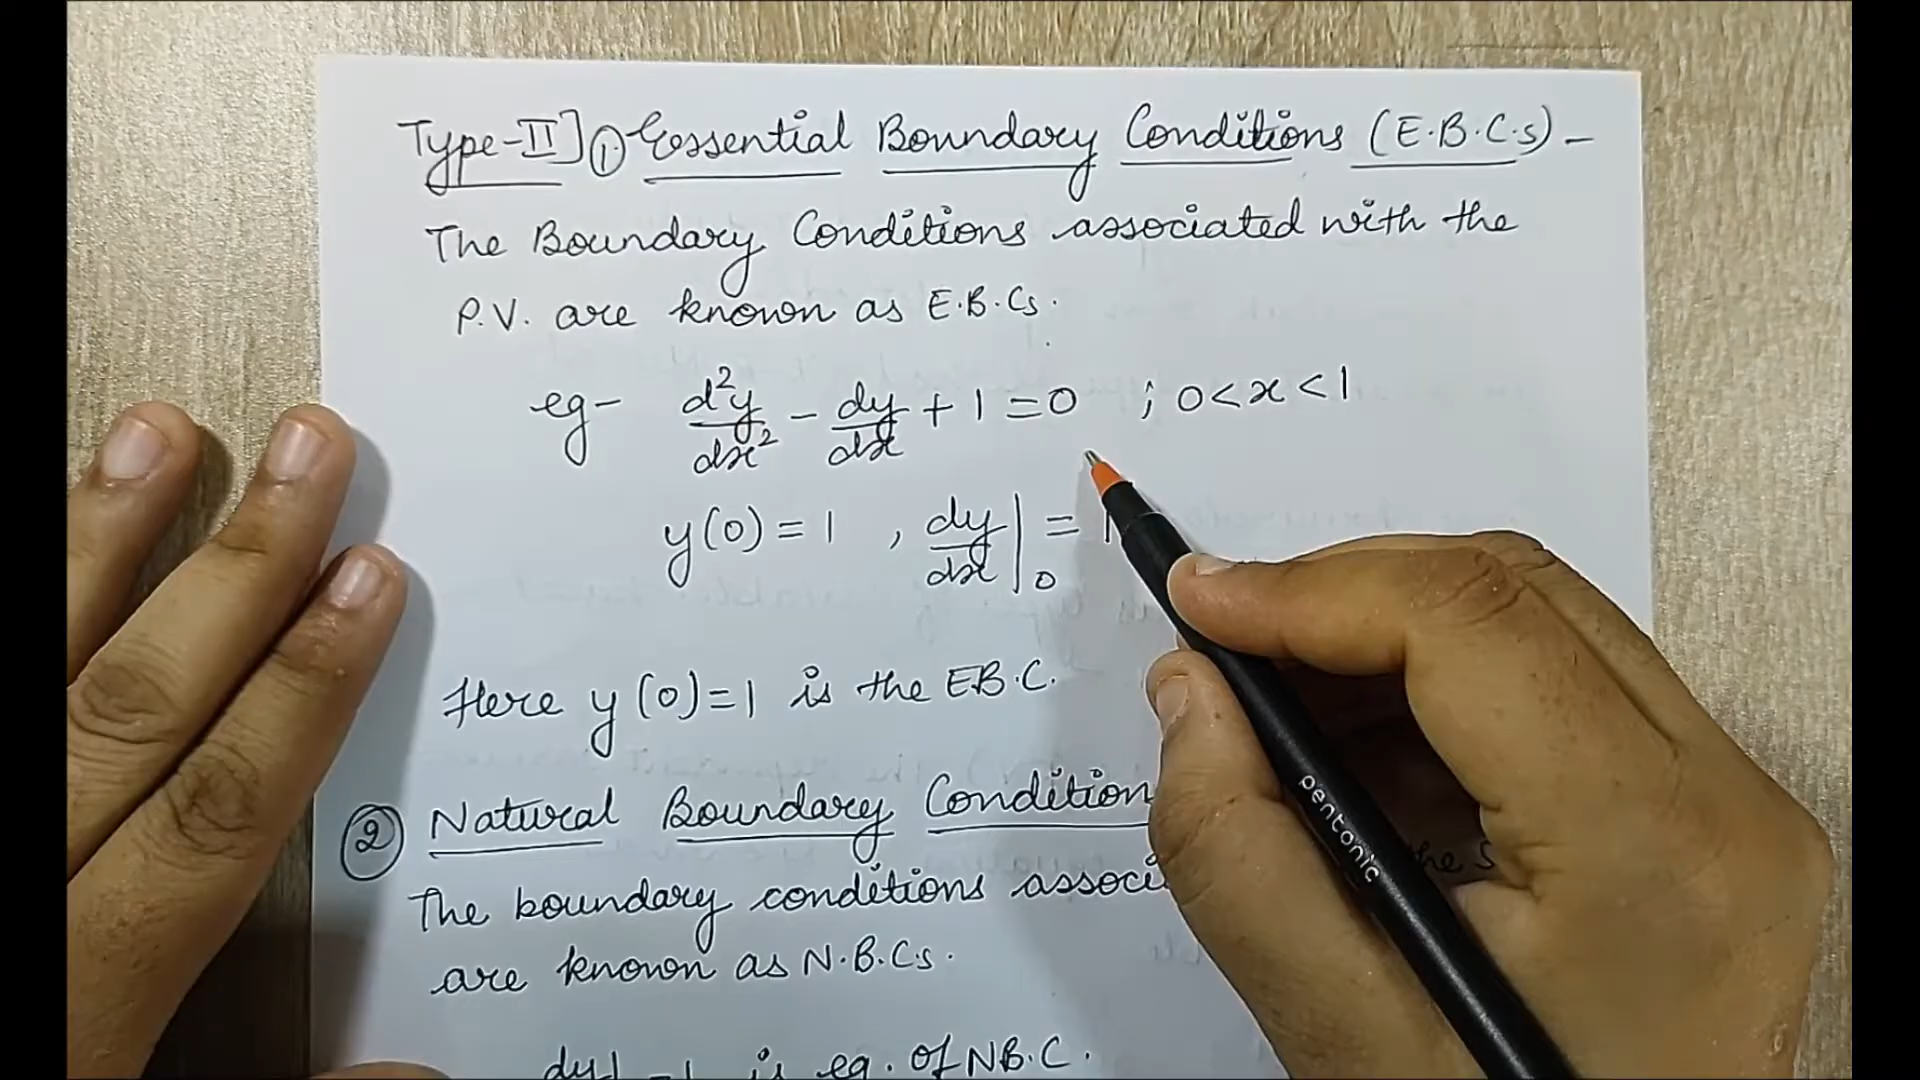 Type-II] ① Essential Boundary Conditions (E.B.C.s) -
The Boundary Conditions associated with the
P.V. are known as E.B.Cs.
eg- d²y/dx² - dy/dx + 1 = 0 ; 0 < x < 1
y(0) = 1 , dy/dx|₀ = 1
Here y(0)=1 is the E.B.C.
② Natural Boundary Condition
The boundary conditions associ the S
are known as N.B.C.s.
is eg. of N.B.C.
pentonic